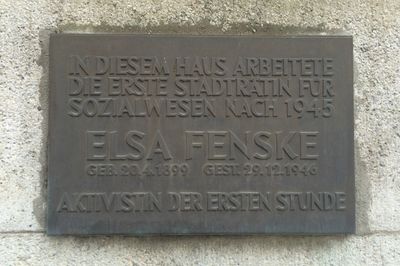 IN DIESEM HAUS ARBEITETE
DIE ERSTE STADTRÄTIN FÜR
SOZIALWESEN NACH 1945
ELSA FENSKE
GEB. 20.4.1899 GEST. 29.12.1946
AKTIVISTIN DER ERSTEN STUNDE